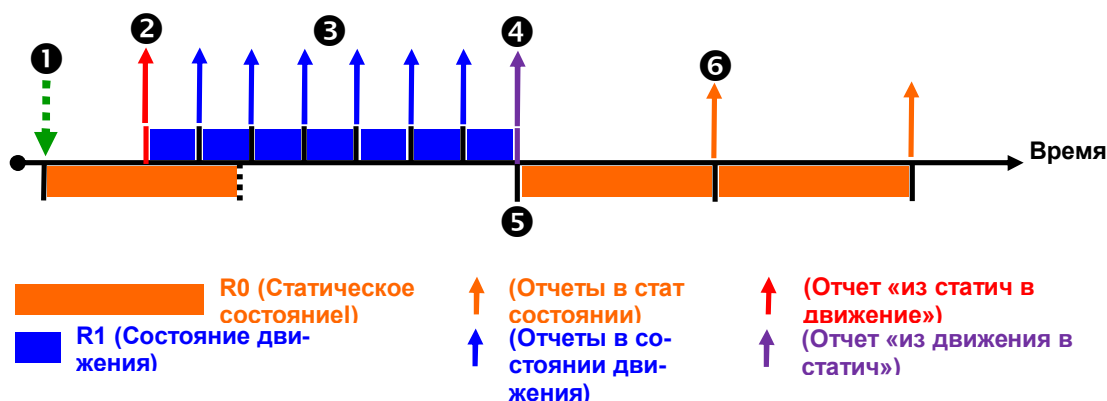 ❷
❸
❹
❶
❻
Время
❺
R0 (Статическое
состояниеl)
R1 (Состояние дви-
жения)
(Отчеты в стат
состоянии)
(Отчеты в со-
стоянии дви-
жения)
(Отчет «из статич в
движение»)
(Отчет «из движения в
статич»)